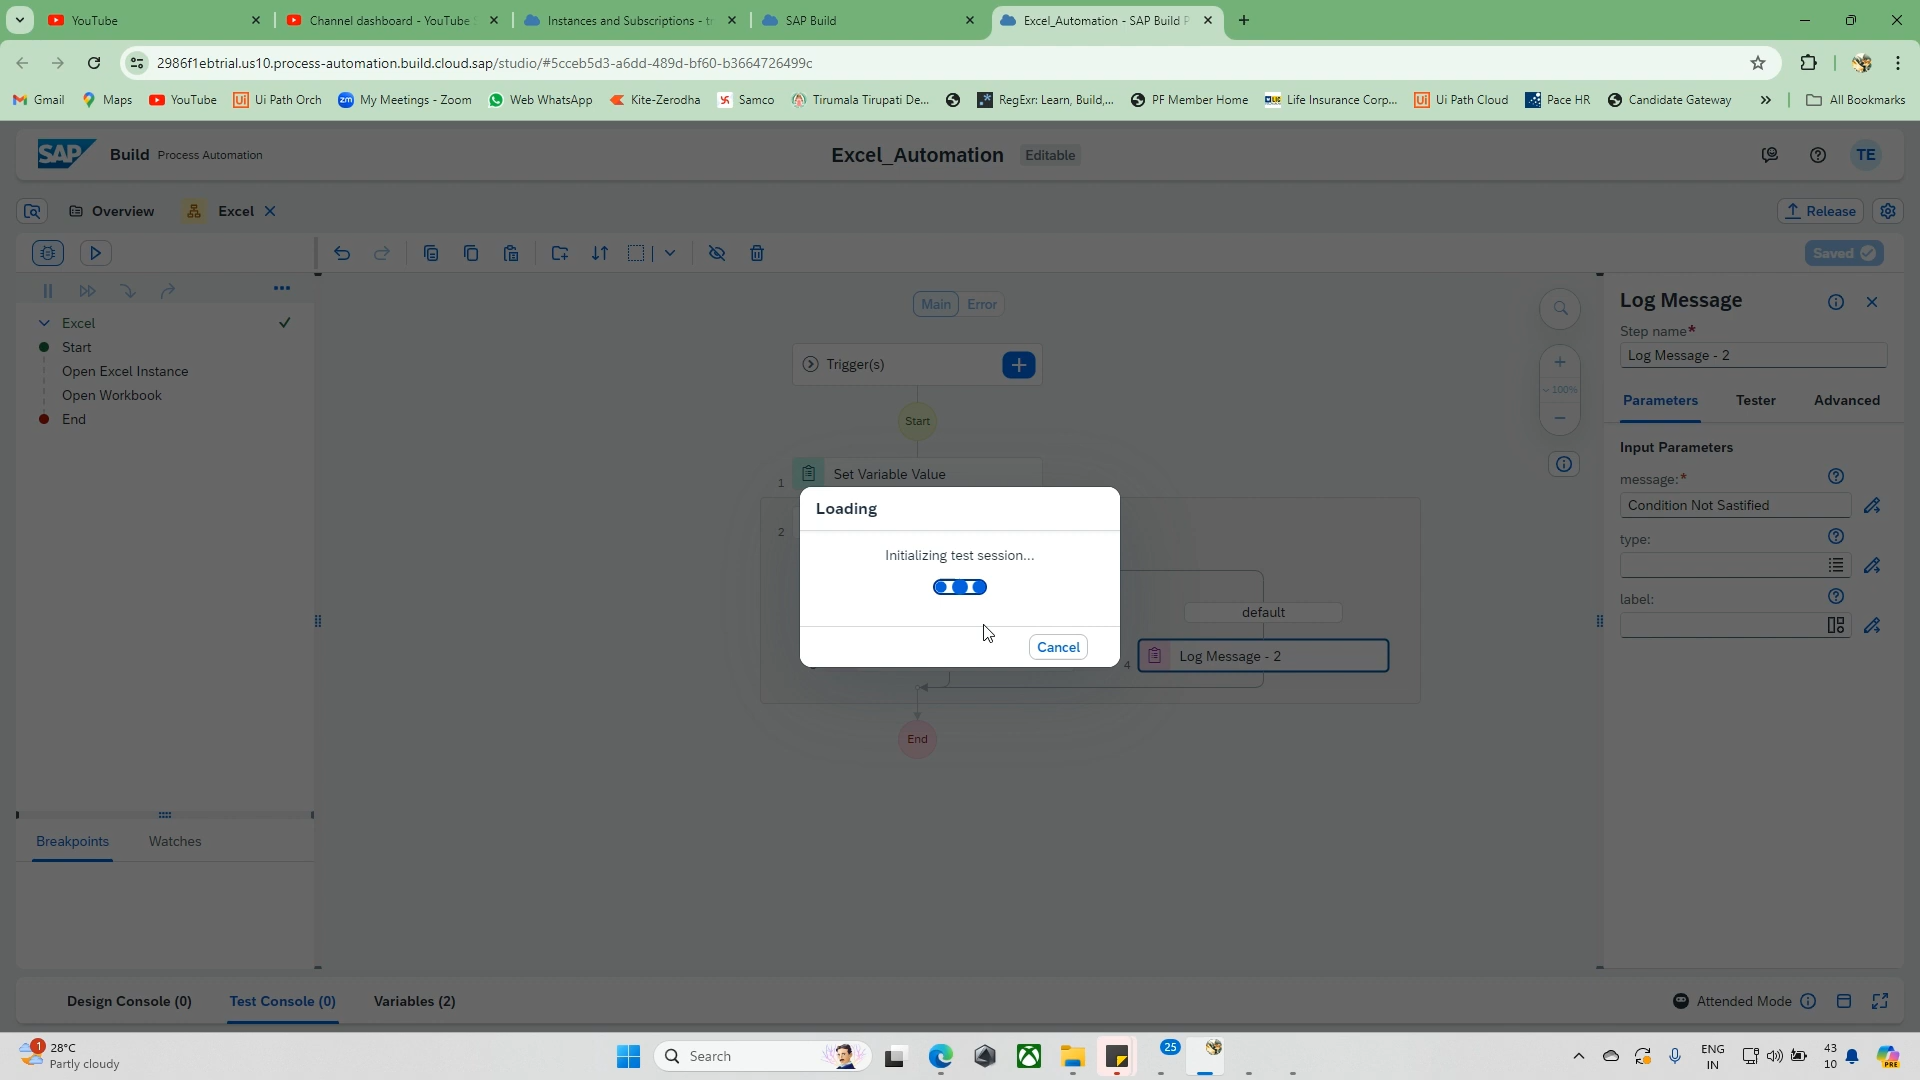 YouTube
Channel dashboard - YouTube S
Instances and Subscriptions - tr
SAP Build
Excel_Automation - SAP Build P
2986f1ebtrial.us10.process-automation.build.cloud.sap/studio/#5cceb5d3-a6dd-489d-bf60-b3664726499c
Gmail
Maps
YouTube
Ui Path Orch
My Meetings - Zoom
Web WhatsApp
Kite-Zerodha
Samco
Tirumala Tirupati De...
RegExr: Learn, Build,...
PF Member Home
Life Insurance Corp...
Ui Path Cloud
Pace HR
Candidate Gateway
»
All Bookmarks
SAP
Build Process Automation
Excel_Automation
Editable
TE
Overview
Excel
Release
Saved
Excel
Start
Open Excel Instance
Open Workbook
End
Breakpoints
Watches
Main
Error
Trigger(s)
Start
1
Set Variable Value
2
default
4
Log Message - 2
End
100%
Loading
Initializing test session...
Cancel
Log Message
Step name*
Log Message - 2
Parameters
Tester
Advanced
Input Parameters
message:*
Condition Not Sastified
type:
label:
Design Console (0)
Test Console (0)
Variables (2)
Attended Mode
1
28°C
Partly cloudy
Search
25
ENG
IN
43
10
PRE